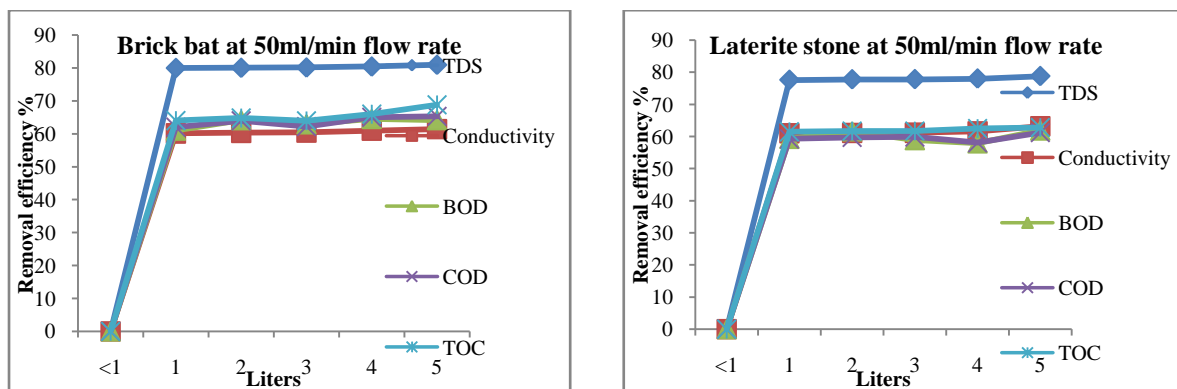 Brick bat at 50ml/min flow rate
Removal efficiency %
90
80
70
60
50
40
30
20
10
0
<1 1 2 3 4 5
Liters
TDS
Conductivity
BOD
COD
TOC
Laterite stone at 50ml/min flow rate
Removal efficiency %
90
80
70
60
50
40
30
20
10
0
<1 1 2 3 4 5
Liters
TDS
Conductivity
BOD
COD
TOC